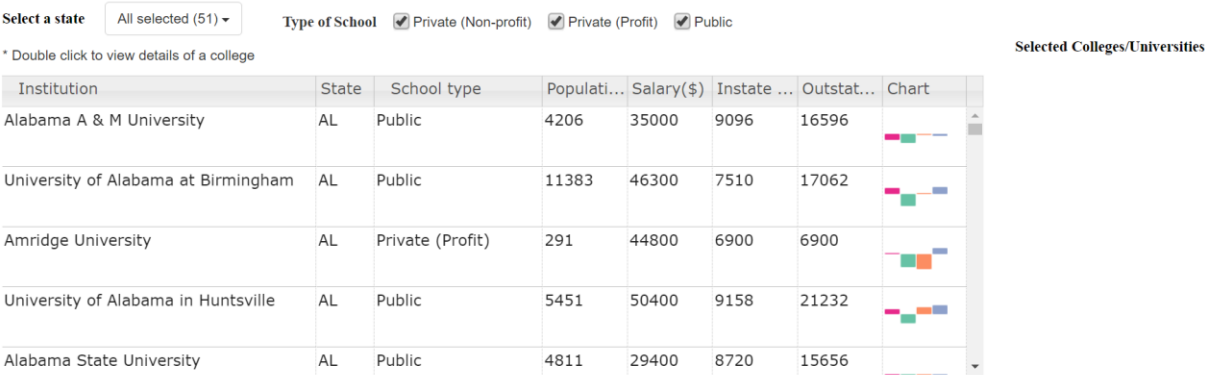 Select a state All selected (51) Type of School Private (Non-profit) Private (Profit) Public
* Double click to view details of a college
Selected Colleges/Universities
Institution State School type Populati... Salary($) Instate ... Outstat... Chart
Alabama A & M University AL Public 4206 35000 9096 16596
University of Alabama at Birmingham AL Public 11383 46300 7510 17062
Amridge University AL Private (Profit) 291 44800 6900 6900
University of Alabama in Huntsville AL Public 5451 50400 9158 21232
Alabama State University AL Public 4811 29400 8720 15656